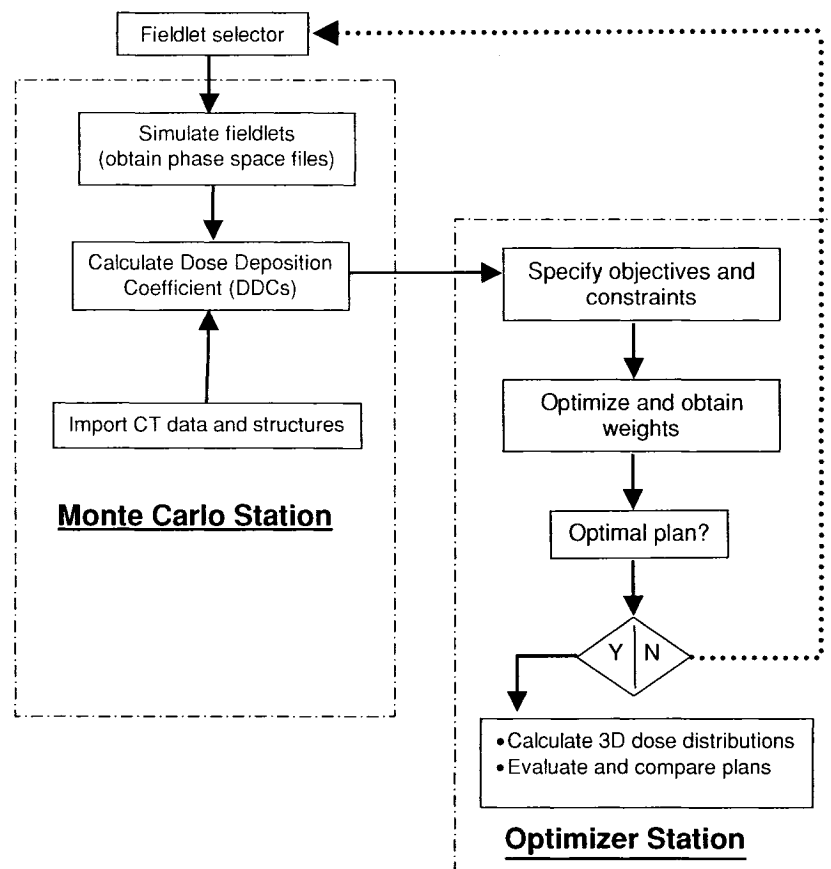 Fieldlet selector
Simulate fieldlets
(obtain phase space files)
Calculate Dose Deposition
Coefficient (DDCs)
Import CT data and structures
Monte Carlo Station
Specify objectives and
constraints
Optimize and obtain
weights
Optimal plan?
Y N
• Calculate 3D dose distributions
• Evaluate and compare plans
Optimizer Station